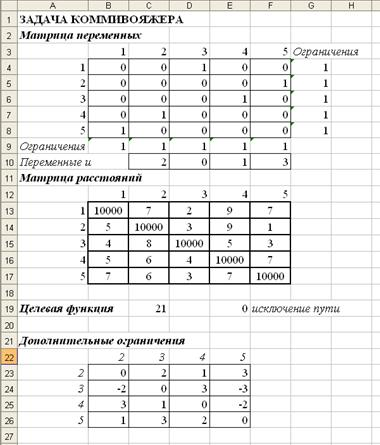 A B C D E F G H
1 ЗАДАЧА КОММИВОЯЖЕРА
2 Матрица переменных
3 1 2 3 4 5 Ограничения
4 1 0 0 1 0 0 1
5 2 0 0 0 0 1 1
6 3 0 0 0 1 0 1
7 4 0 1 0 0 0 1
8 5 1 0 0 0 0 1
9 Ограничения 1 1 1 1 1
10 Переменные и 2 0 1 3
11 Матрица расстояний
12 1 2 3 4 5
13 1 10000 7 2 9 7
14 2 5 10000 3 9 1
15 3 4 8 10000 5 3
16 4 5 6 4 10000 7
17 5 7 6 3 7 10000
18
19 Целевая функция 21 0 исключение пути
20
21 Дополнительные ограничения
22 2 3 4 5
23 2 0 2 1 3
24 3 -2 0 3 -3
25 4 3 1 0 -2
26 5 1 3 2 0